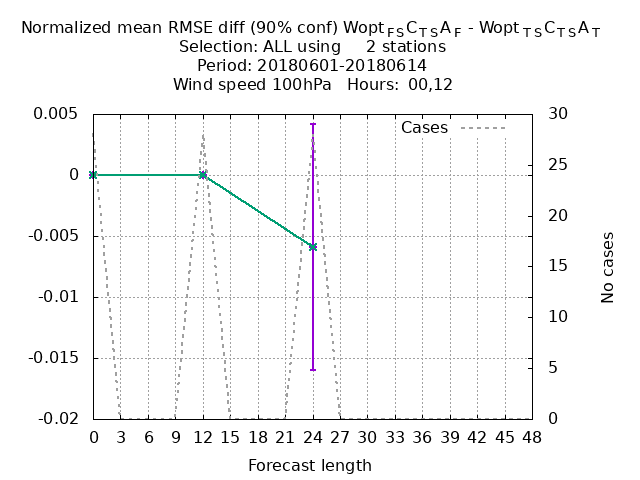 Normalized mean RMSE diff (90% conf) Wopt FS C TS A F - Wopt TS C TS A T
Selection: ALL using 2 stations
Period: 20180601-20180614
Wind speed 100hPa Hours: 00,12
Cases
0.005
0
-0.005
-0.01
-0.015
-0.02
30
25
20
15
10
5
0
No cases
0 3 6 9 12 15 18 21 24 27 30 33 36 39 42 45 48
Forecast length